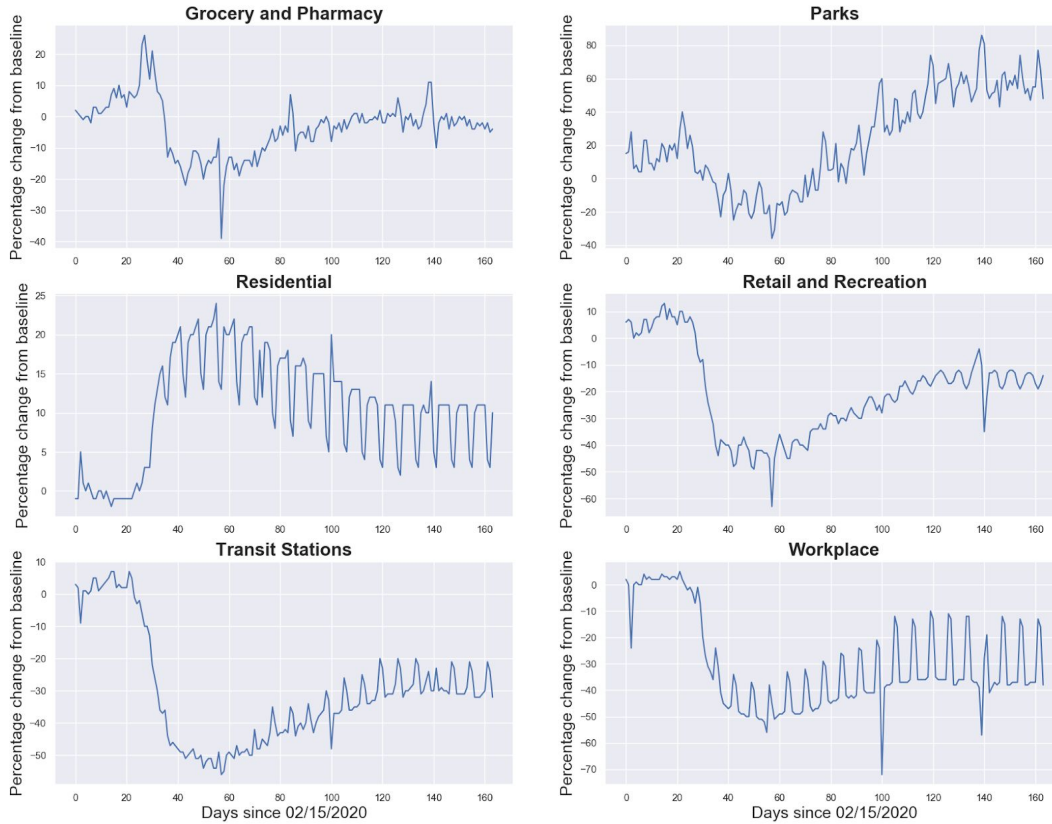 Grocery and Pharmacy
Percentage change from baseline
20
10
0
−10
−20
−30
−40
0 20 40 60 80 100 120 140 160
Parks
Percentage change from baseline
80
60
40
20
0
−20
−40
0 20 40 60 80 100 120 140 160
Residential
Percentage change from baseline
25
20
15
10
5
0
0 20 40 60 80 100 120 140 160
Retail and Recreation
Percentage change from baseline
10
0
−10
−20
−30
−40
−50
−60
0 20 40 60 80 100 120 140 160
Transit Stations
Percentage change from baseline
10
0
−10
−20
−30
−40
−50
0 20 40 60 80 100 120 140 160
Days since 02/15/2020
Workplace
Percentage change from baseline
0
−10
−20
−30
−40
−50
−60
−70
0 20 40 60 80 100 120 140 160
Days since 02/15/2020